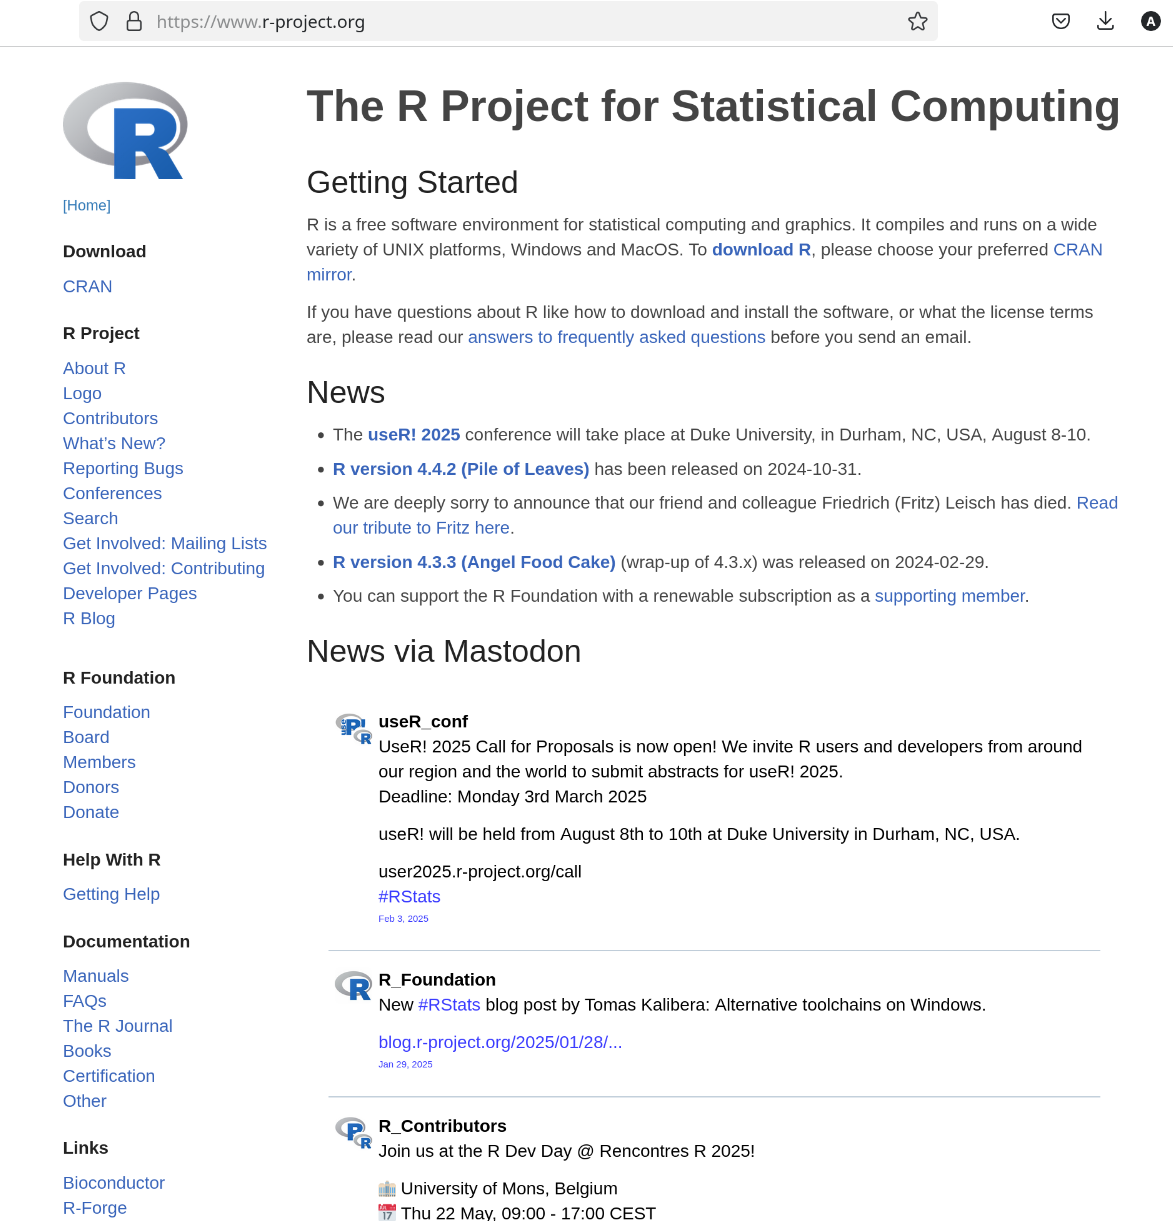 https://www.r-project.org
A
R
[Home]
Download
CRAN
R Project
About R
Logo
Contributors
What's New?
Reporting Bugs
Conferences
Search
Get Involved: Mailing Lists
Get Involved: Contributing
Developer Pages
R Blog
R Foundation
Foundation
Board
Members
Donors
Donate
Help With R
Getting Help
Documentation
Manuals
FAQs
The R Journal
Books
Certification
Other
Links
Bioconductor
R-Forge
The R Project for Statistical Computing
Getting Started
R is a free software environment for statistical computing and graphics. It compiles and runs on a wide
variety of UNIX platforms, Windows and MacOS. To download R, please choose your preferred CRAN
mirror.
If you have questions about R like how to download and install the software, or what the license terms
are, please read our answers to frequently asked questions before you send an email.
News
• The useR! 2025 conference will take place at Duke University, in Durham, NC, USA, August 8-10.
• R version 4.4.2 (Pile of Leaves) has been released on 2024-10-31.
• We are deeply sorry to announce that our friend and colleague Friedrich (Fritz) Leisch has died. Read
our tribute to Fritz here.
• R version 4.3.3 (Angel Food Cake) (wrap-up of 4.3.x) was released on 2024-02-29.
• You can support the R Foundation with a renewable subscription as a supporting member.
News via Mastodon
useR_conf
UseR! 2025 Call for Proposals is now open! We invite R users and developers from around
our region and the world to submit abstracts for useR! 2025.
Deadline: Monday 3rd March 2025
useR! will be held from August 8th to 10th at Duke University in Durham, NC, USA.
user2025.r-project.org/call
#RStats
Feb 3, 2025
R_Foundation
New #RStats blog post by Tomas Kalibera: Alternative toolchains on Windows.
blog.r-project.org/2025/01/28/...
Jan 29, 2025
R_Contributors
Join us at the R Dev Day @ Rencontres R 2025!
University of Mons, Belgium
Thu 22 May, 09:00 - 17:00 CEST